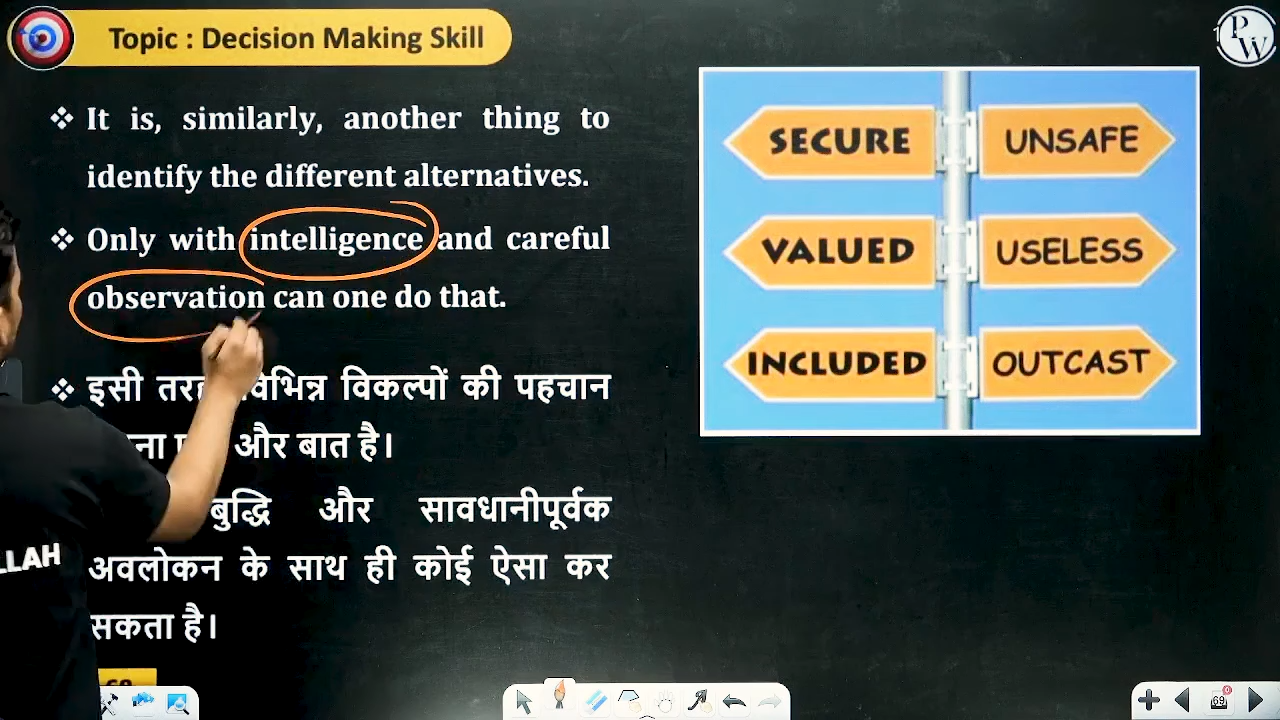 Topic : Decision Making Skill
PW
It is, similarly, another thing to
identify the different alternatives.
Only with intelligence and careful
observation can one do that.
इसी विभिन्न विकल्पों की पहचान
और बात है।
बुद्धि और सावधानीपूर्वक
अवलोकन के साथ ही कोई ऐसा कर
सकता है।
SECURE UNSAFE
VALUED USELESS
INCLUDED OUTCAST
LLAH
69